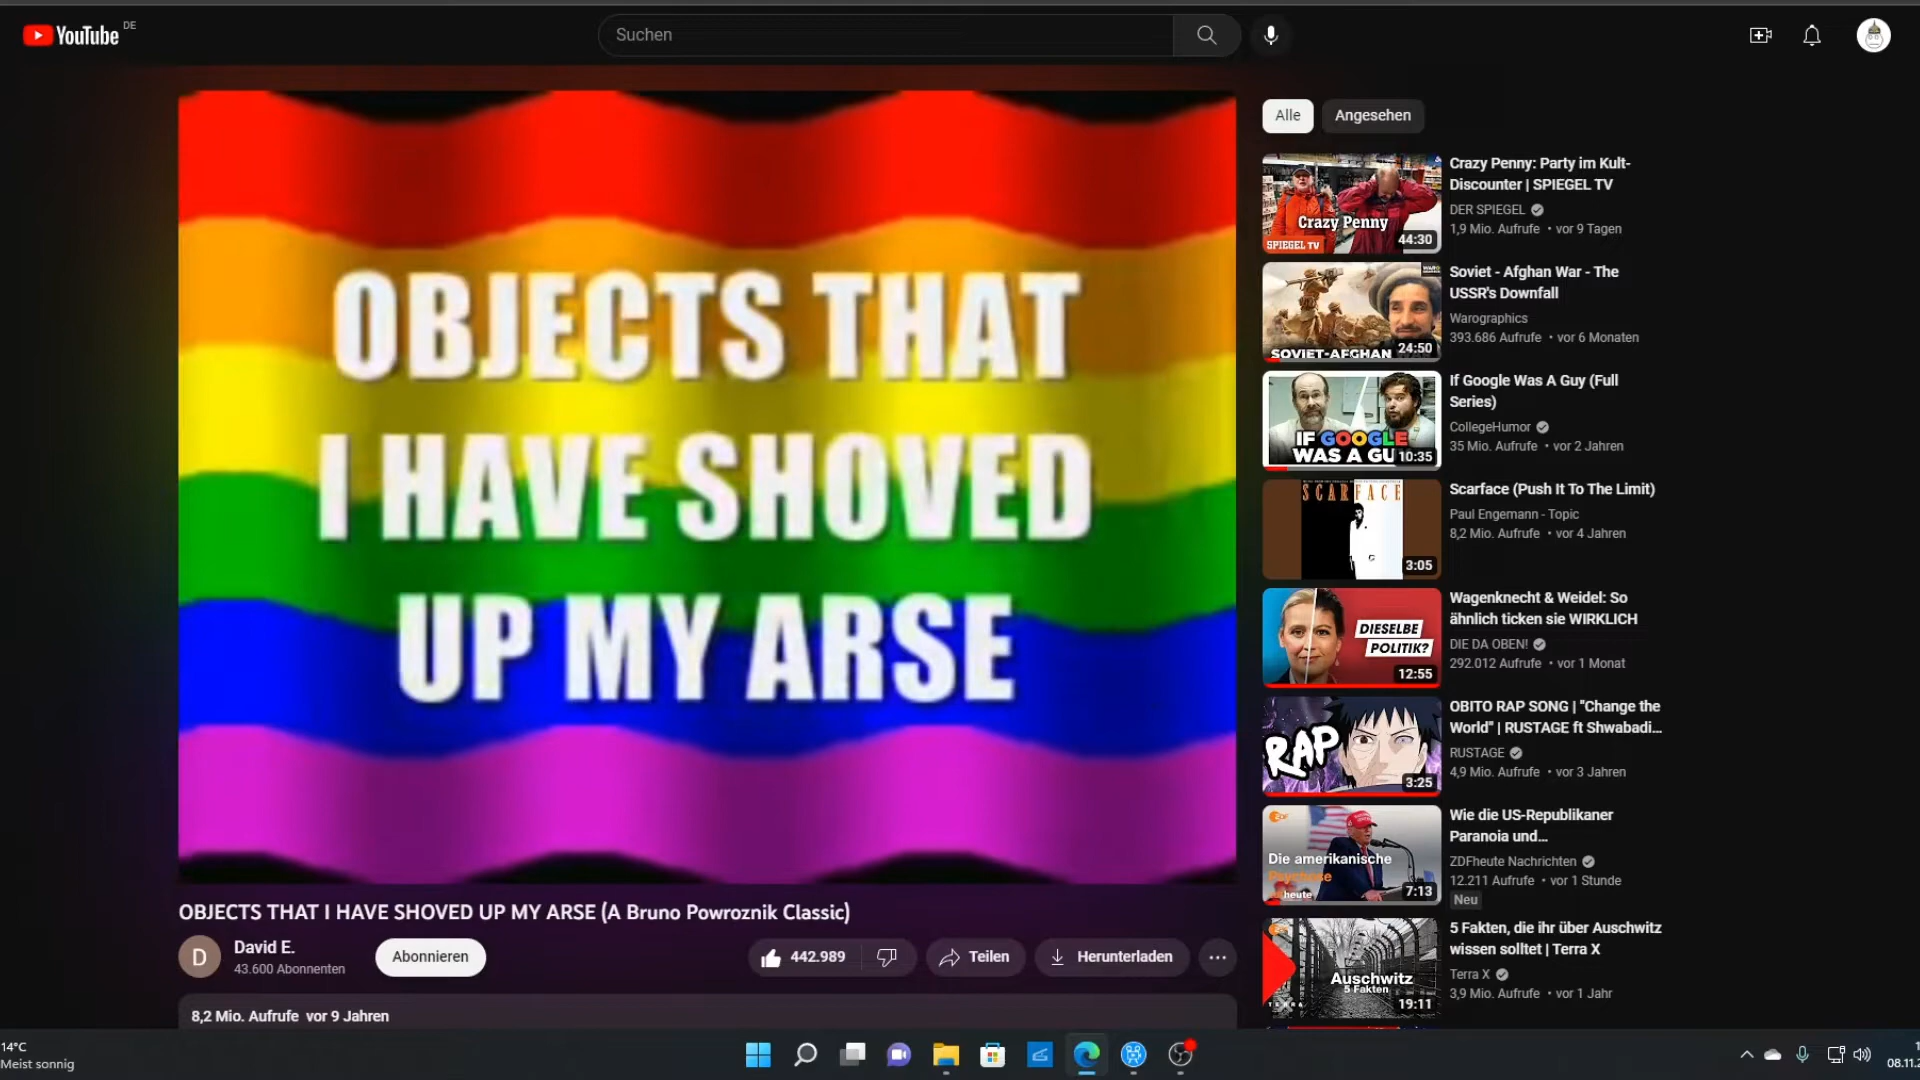 YouTube DE
Suchen
OBJECTS THAT
I HAVE SHOVED
UP MY ARSE
OBJECTS THAT I HAVE SHOVED UP MY ARSE (A Bruno Powroznik Classic)
D
David E.
43.600 Abonnenten
Abonnieren
442.989
Teilen
Herunterladen
8,2 Mio. Aufrufe vor 9 Jahren
Alle
Angesehen
Crazy Penny
SPIEGEL TV
44:30
Crazy Penny: Party im Kult-
Discounter | SPIEGEL TV
DER SPIEGEL
1,9 Mio. Aufrufe • vor 9 Tagen
SOVIET-AFGHAN
24:50
Soviet - Afghan War - The
USSR's Downfall
Warographics
393.686 Aufrufe • vor 6 Monaten
IF GOOGLE
WAS A GU
10:35
If Google Was A Guy (Full
Series)
CollegeHumor
35 Mio. Aufrufe • vor 2 Jahren
SCARFACE
3:05
Scarface (Push It To The Limit)
Paul Engemann - Topic
8,2 Mio. Aufrufe • vor 4 Jahren
DIESELBE
POLITIK?
12:55
Wagenknecht & Weidel: So
ähnlich ticken sie WIRKLICH
DIE DA OBEN!
292.012 Aufrufe • vor 1 Monat
RAP
3:25
OBITO RAP SONG | "Change the
World" | RUSTAGE ft Shwabadi...
RUSTAGE
4,9 Mio. Aufrufe • vor 3 Jahren
Die amerikanische
Psychose
heute
7:13
Wie die US-Republikaner
Paranoia und...
ZDFheute Nachrichten
12.211 Aufrufe • vor 1 Stunde
Neu
Auschwitz
5 Fakten
19:11
5 Fakten, die ihr über Auschwitz
wissen solltet | Terra X
Terra X
3,9 Mio. Aufrufe • vor 1 Jahr
14°C
Meist sonnig
08.11.2